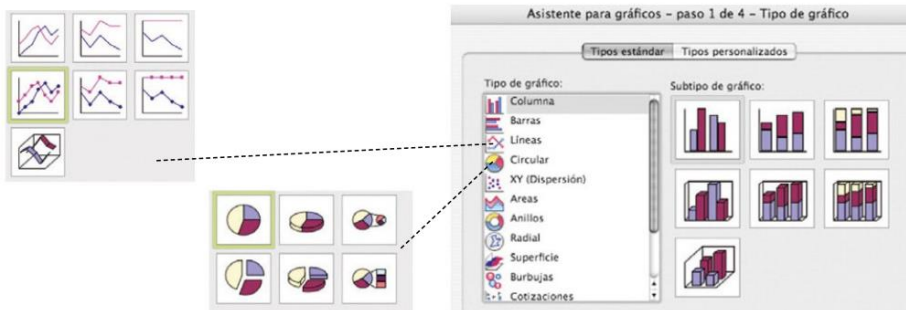 Asistente para gráficos – paso 1 de 4 – Tipo de gráfico
Tipos estándar Tipos personalizados
Tipo de gráfico:
Subtipo de gráfico:
Columna
Barras
Líneas
Circular
XY (Dispersión)
Areas
Anillos
Radial
Superficie
Burbujas
Cotizaciones